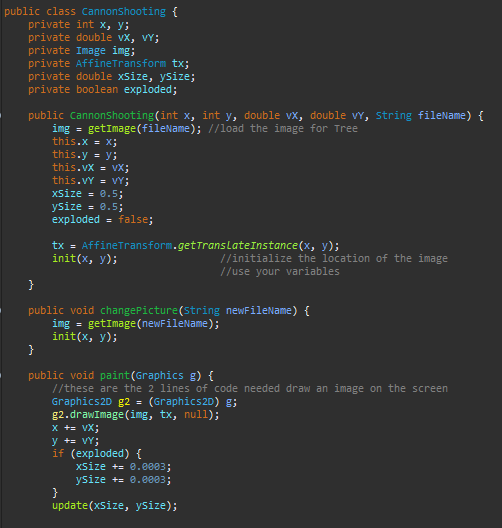 public class CannonShooting {
    private int x, y;
    private double vX, vY;
    private Image img;
    private AffineTransform tx;
    private double xSize, ySize;
    private boolean exploded;

    public CannonShooting(int x, int y, double vX, double vY, String fileName) {
        img = getImage(fileName); //load the image for Tree
        this.x = x;
        this.y = y;
        this.vX = vX;
        this.vY = vY;
        xSize = 0.5;
        ySize = 0.5;
        exploded = false;

        tx = AffineTransform.getTranslateInstance(x, y);
        init(x, y);               //initialize the location of the image
                                  //use your variables
    }

    public void changePicture(String newFileName) {
        img = getImage(newFileName);
        init(x, y);
    }

    public void paint(Graphics g) {
        //these are the 2 lines of code needed draw an image on the screen
        Graphics2D g2 = (Graphics2D) g;
        g2.drawImage(img, tx, null);
        x += vX;
        y += vY;
        if (exploded) {
            xSize += 0.0003;
            ySize += 0.0003;
        }
        update(xSize, ySize);